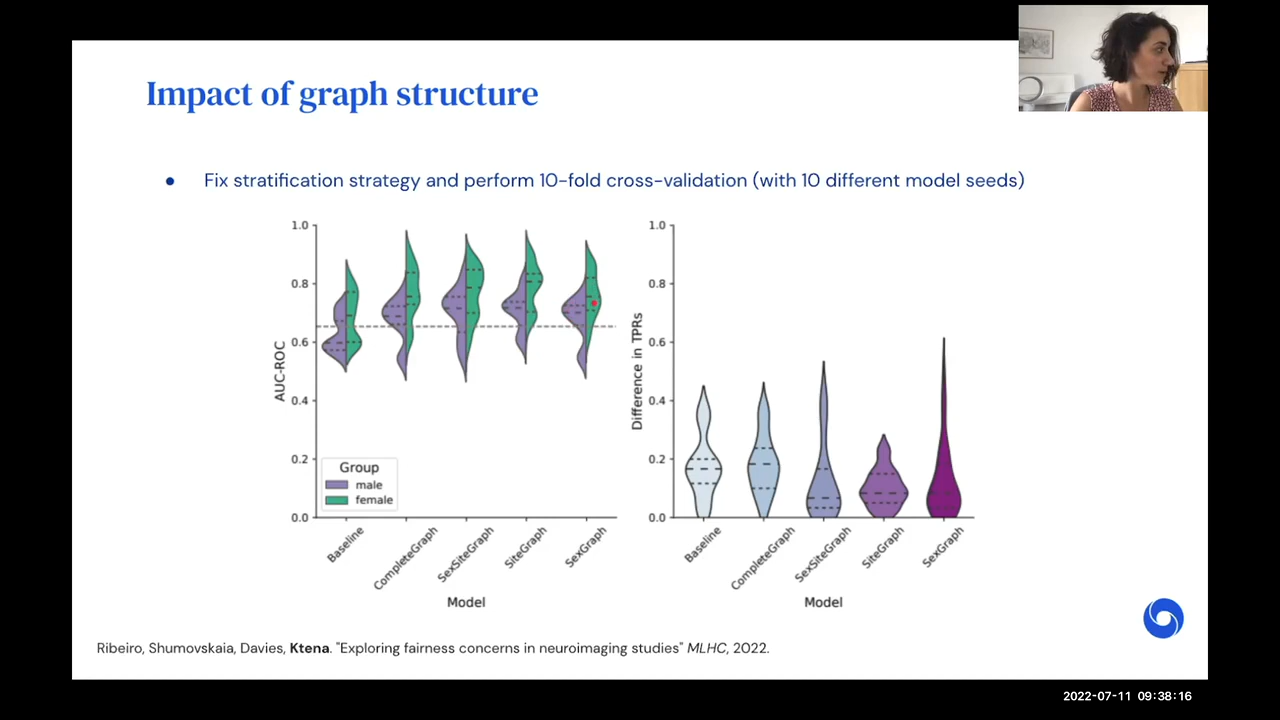 Impact of graph structure
● Fix stratification strategy and perform 10-fold cross-validation (with 10 different model seeds)
1.0
0.8
0.6
0.4
0.2
0.0
AUC-ROC
Group
male
female
Baseline
CompleteGraph
SexSiteGraph
SiteGraph
SexGraph
Model
1.0
0.8
0.6
0.4
0.2
0.0
Difference in TPRs
Baseline
CompleteGraph
SexSiteGraph
SiteGraph
SexGraph
Model
Ribeiro, Shumovskaia, Davies, Ktena. "Exploring fairness concerns in neuroimaging studies" MLHC, 2022.
2022-07-11 09:38:16